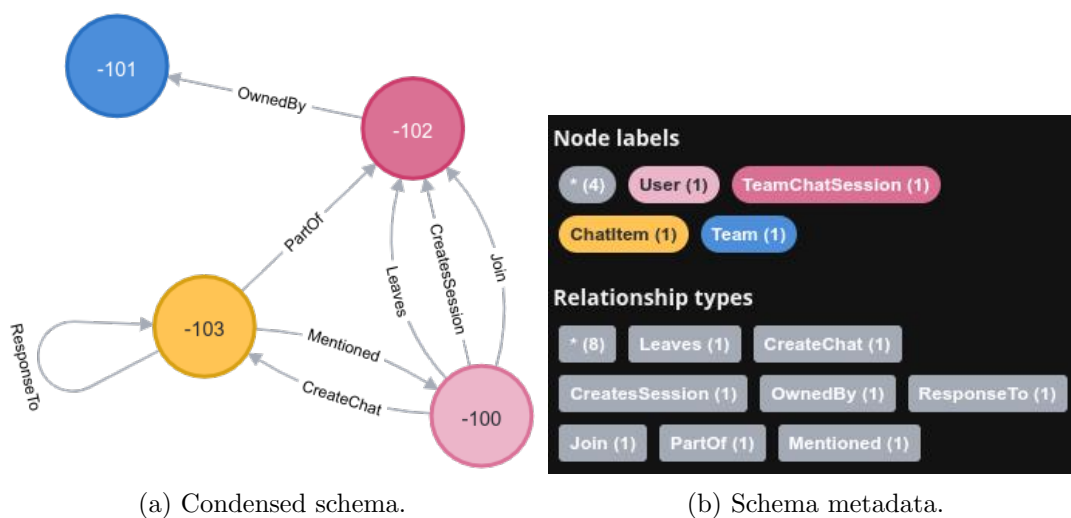 -101
OwnedBy
-102
PartOf
Leaves
CreatesSession
Join
-103
ResponseTo
Mentioned
CreateChat
-100
(a) Condensed schema.
Node labels
* (4) User (1) TeamChatSession (1)
ChatItem (1) Team (1)
Relationship types
* (8) Leaves (1) CreateChat (1)
CreatesSession (1) OwnedBy (1) ResponseTo (1)
Join (1) PartOf (1) Mentioned (1)
(b) Schema metadata.